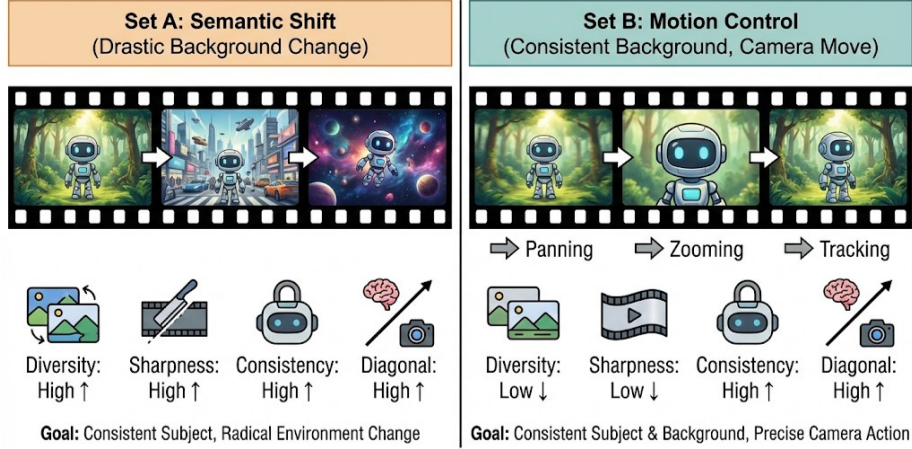 Set A: Semantic Shift
(Drastic Background Change)
Diversity:
High ↑
Sharpness:
High ↑
Consistency:
High ↑
Diagonal:
High ↑
Goal: Consistent Subject, Radical Environment Change
Set B: Motion Control
(Consistent Background, Camera Move)
Panning
Zooming
Tracking
Diversity:
Low ↓
Sharpness:
Low ↓
Consistency:
High ↑
Diagonal:
High ↑
Goal: Consistent Subject & Background, Precise Camera Action